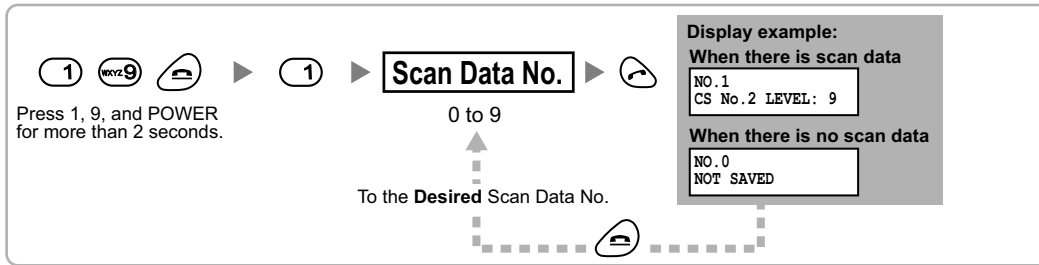 1 WXYZ9
Press 1, 9, and POWER
for more than 2 seconds.
1
Scan Data No.
0 to 9
To the Desired Scan Data No.
Display example:
When there is scan data
NO.1
CS No.2 LEVEL: 9
When there is no scan data
NO.0
NOT SAVED